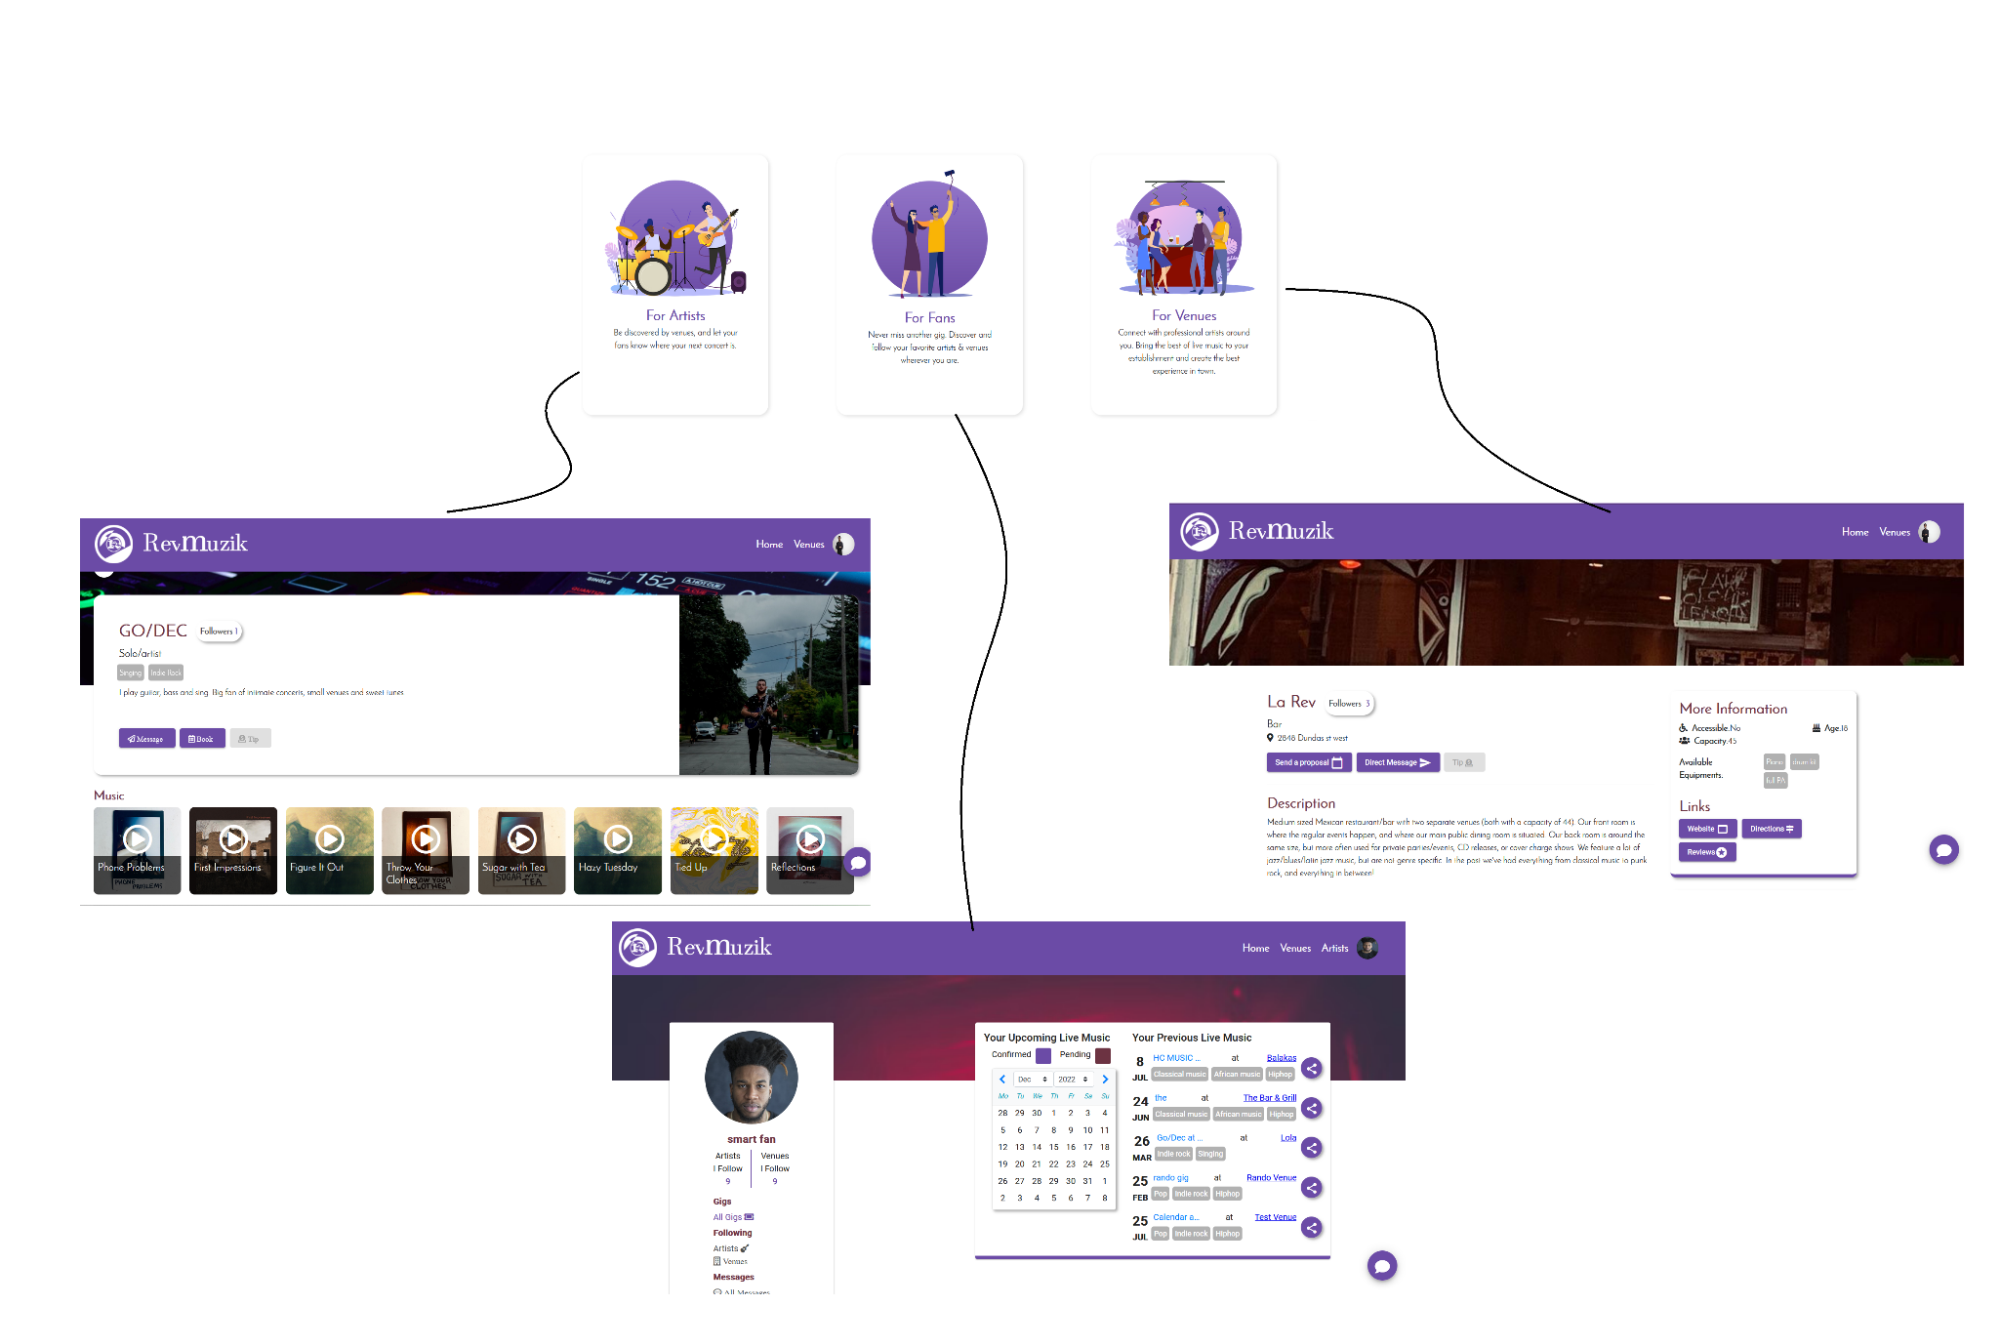 For Artists
Be discovered by venues, and let your
fans know where your next concert is.
For Fans
Never miss another gig. Discover and
follow your favorite artists & venues
wherever you are.
For Venues
Connect with professional artists around
you. Bring the best of live music to your
establishment and create the best
experience in town.
Revmuzik
Home Venues
152
GO/DEC Followers 1
Solo/artist
Singing Indie Rock
I play guitar, bass and sing. Big fan of intimate concerts, small venues and sweet tunes
Message Book Tip
Music
Phone Problems
First Impressions
Figure It Out
Throw Your
Clothes
Sugar with Tea
Hazy Tuesday
Tied Up
Reflections
Revmuzik
Home Venues
La Rev Followers 3
Bar
2848 Dundas st west
Send a proposal Direct Message Tip
Description
Medium sized Mexican restaurant/bar with two separate venues (both with a capacity of 44). Our front room is
where the regular events happen, and where our main public dining room is situated. Our back room is around the
same size, but more often used for private parties/events, CD releases, or cover charge shows. We feature a lot of
jazz/blues/latin jazz music, but are not genre specific. In the past we've had everything from classical music to punk
rock, and everything in between!
More Information
Accessible:No Age:18
Capacity:45
Available
Equipments:
Piano drum kit
Links
Website Directions
Reviews
Revmuzik
Home Venues Artists
smart fan
Artists
I Follow
9
Venues
I Follow
9
Gigs
All Gigs
Following
Artists
Venues
Messages
All Messages
Your Upcoming Live Music
Confirmed Pending
Dec 2022
Mo Tu We Th Fr Sa Su
28 29 30 1 2 3 4
5 6 7 8 9 10 11
12 13 14 15 16 17 18
19 20 21 22 23 24 25
26 27 28 29 30 31 1
2 3 4 5 6 7 8
Your Previous Live Music
8 HC MUSIC ... at Balakas
JUL Classical music African music Hiphop
24 the at The Bar & Grill
JUN Classical music African music Hiphop
26 Go/Dec at ... at Lola
MAR Indie rock Singing
25 rando gig at Rando Venue
FEB Pop Indie rock Hiphop
25 Calendar a... at Test Venue
JUL Pop Indie rock Hiphop